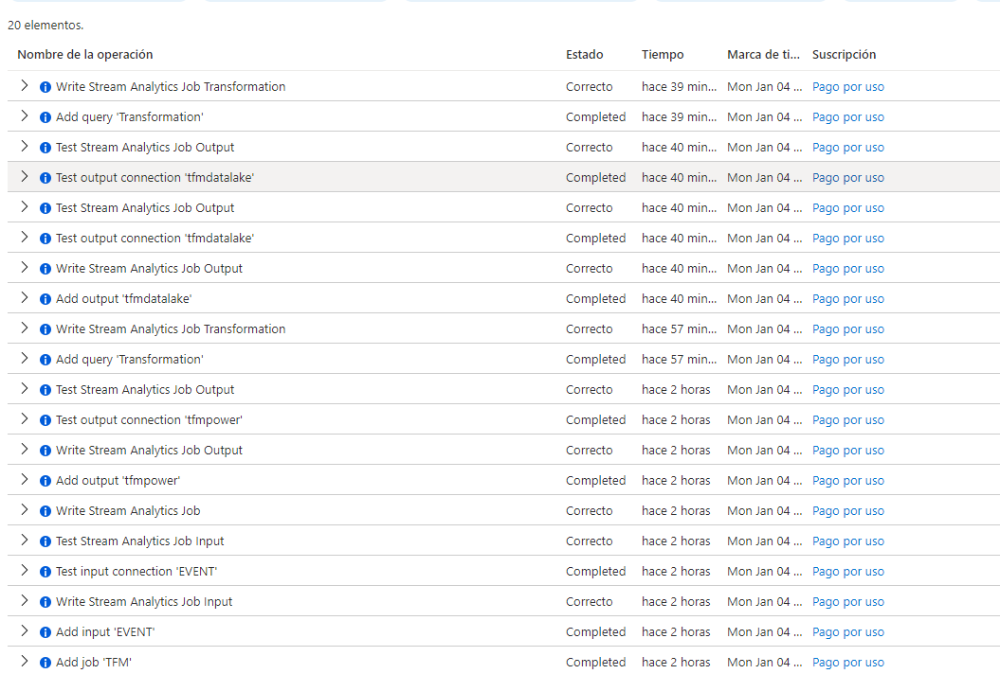 20 elementos.
Nombre de la operación Estado Tiempo Marca de ti... Suscripción
Write Stream Analytics Job Transformation Correcto hace 39 min... Mon Jan 04 ... Pago por uso
Add query 'Transformation' Completed hace 39 min... Mon Jan 04 ... Pago por uso
Test Stream Analytics Job Output Correcto hace 40 min... Mon Jan 04 ... Pago por uso
Test output connection 'tfmdatalake' Completed hace 40 min... Mon Jan 04 ... Pago por uso
Test Stream Analytics Job Output Correcto hace 40 min... Mon Jan 04 ... Pago por uso
Test output connection 'tfmdatalake' Completed hace 40 min... Mon Jan 04 ... Pago por uso
Write Stream Analytics Job Output Correcto hace 40 min... Mon Jan 04 ... Pago por uso
Add output 'tfmdatalake' Completed hace 40 min... Mon Jan 04 ... Pago por uso
Write Stream Analytics Job Transformation Correcto hace 57 min... Mon Jan 04 ... Pago por uso
Add query 'Transformation' Completed hace 57 min... Mon Jan 04 ... Pago por uso
Test Stream Analytics Job Output Correcto hace 2 horas Mon Jan 04 ... Pago por uso
Test output connection 'tfmpower' Completed hace 2 horas Mon Jan 04 ... Pago por uso
Write Stream Analytics Job Output Correcto hace 2 horas Mon Jan 04 ... Pago por uso
Add output 'tfmpower' Completed hace 2 horas Mon Jan 04 ... Pago por uso
Write Stream Analytics Job Correcto hace 2 horas Mon Jan 04 ... Pago por uso
Test Stream Analytics Job Input Correcto hace 2 horas Mon Jan 04 ... Pago por uso
Test input connection 'EVENT' Completed hace 2 horas Mon Jan 04 ... Pago por uso
Write Stream Analytics Job Input Correcto hace 2 horas Mon Jan 04 ... Pago por uso
Add input 'EVENT' Completed hace 2 horas Mon Jan 04 ... Pago por uso
Add job 'TFM' Completed hace 2 horas Mon Jan 04 ... Pago por uso